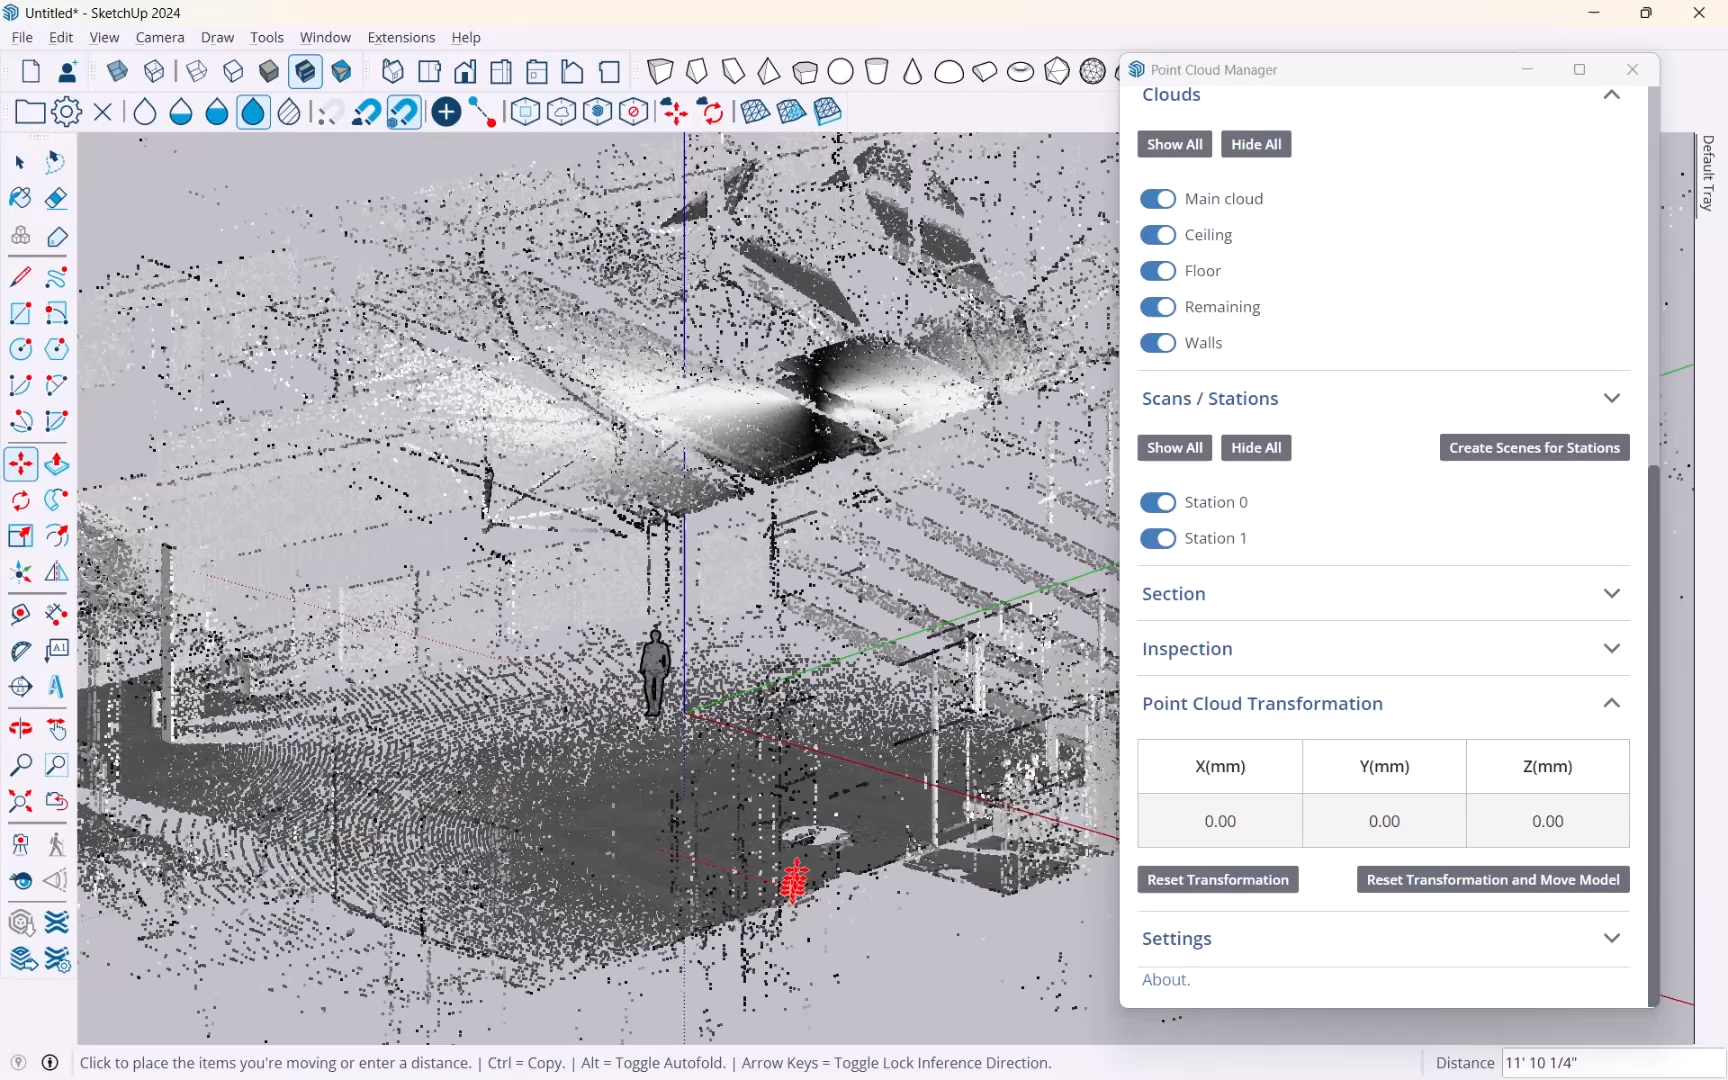 Untitled* - SketchUp 2024
File Edit View Camera Draw Tools Window Extensions Help
Point Cloud Manager
Default Tray
Clouds
Show All Hide All
Main cloud
Ceiling
Floor
Remaining
Walls
Scans / Stations
Show All Hide All Create Scenes for Stations
Station 0
Station 1
Section
Inspection
Point Cloud Transformation
X(mm) Y(mm) Z(mm)
0.00 0.00 0.00
Reset Transformation Reset Transformation and Move Model
Settings
About.
Click to place the items you're moving or enter a distance. | Ctrl = Copy. | Alt = Toggle Autofold. | Arrow Keys = Toggle Lock Inference Direction. Distance 11' 10 1/4"